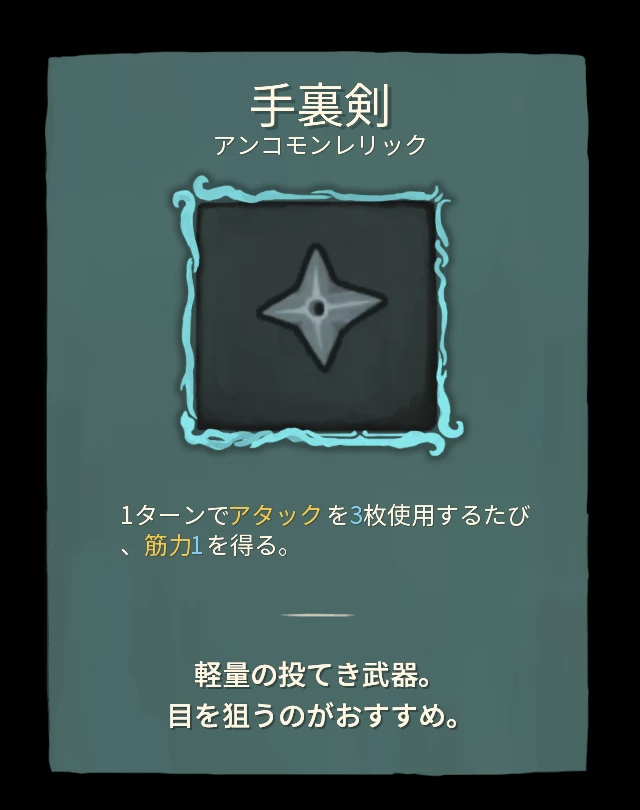 手裏剣
アンコモンレリック
1ターンでアタックを3枚使用するたび
、筋力1を得る。
軽量の投てき武器。
目を狙うのがおすすめ。